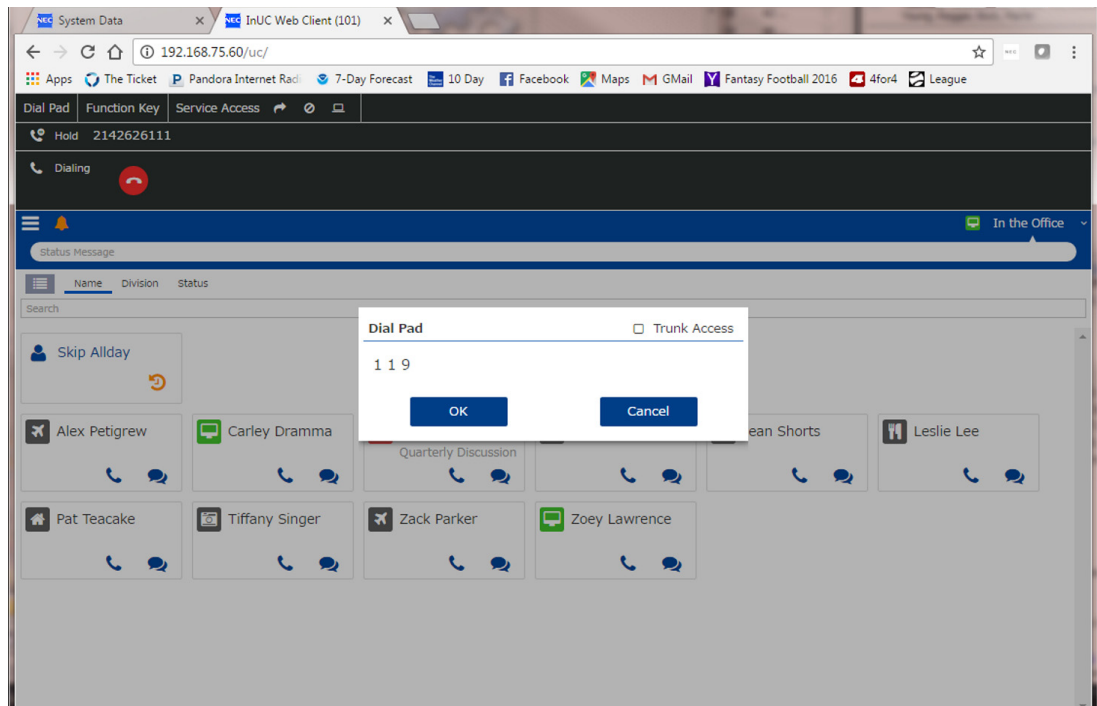 NEC System Data × NEC InUC Web Client (101) ×
192.168.75.60/uc/
Apps The Ticket P Pandora Internet Radi 7-Day Forecast 10 Day Facebook Maps GMail Fantasy Football 2016 4for4 League
Dial Pad Function Key Service Access
Hold 2142626111
Dialing
In the Office
Status Message
Name Division Status
Search
Dial Pad Trunk Access
1 1 9
OK Cancel
Skip Allday
Alex Petigrew Carley Dramma ean Shorts Leslie Lee
Quarterly Discussion
Pat Teacake Tiffany Singer Zack Parker Zoey Lawrence